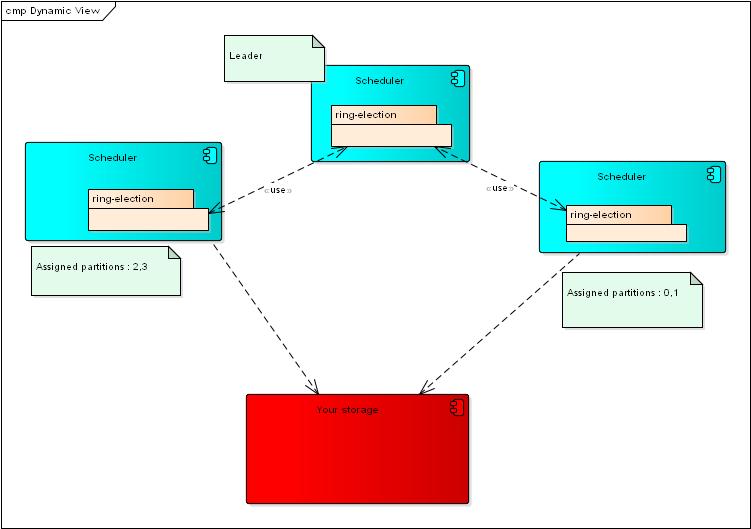 cmp Dynamic View
Leader
Scheduler
ring-election
Scheduler
ring-election
«use»
«use»
Scheduler
ring-election
Assigned partitions : 2,3
Assigned partitions : 0,1
Your storage